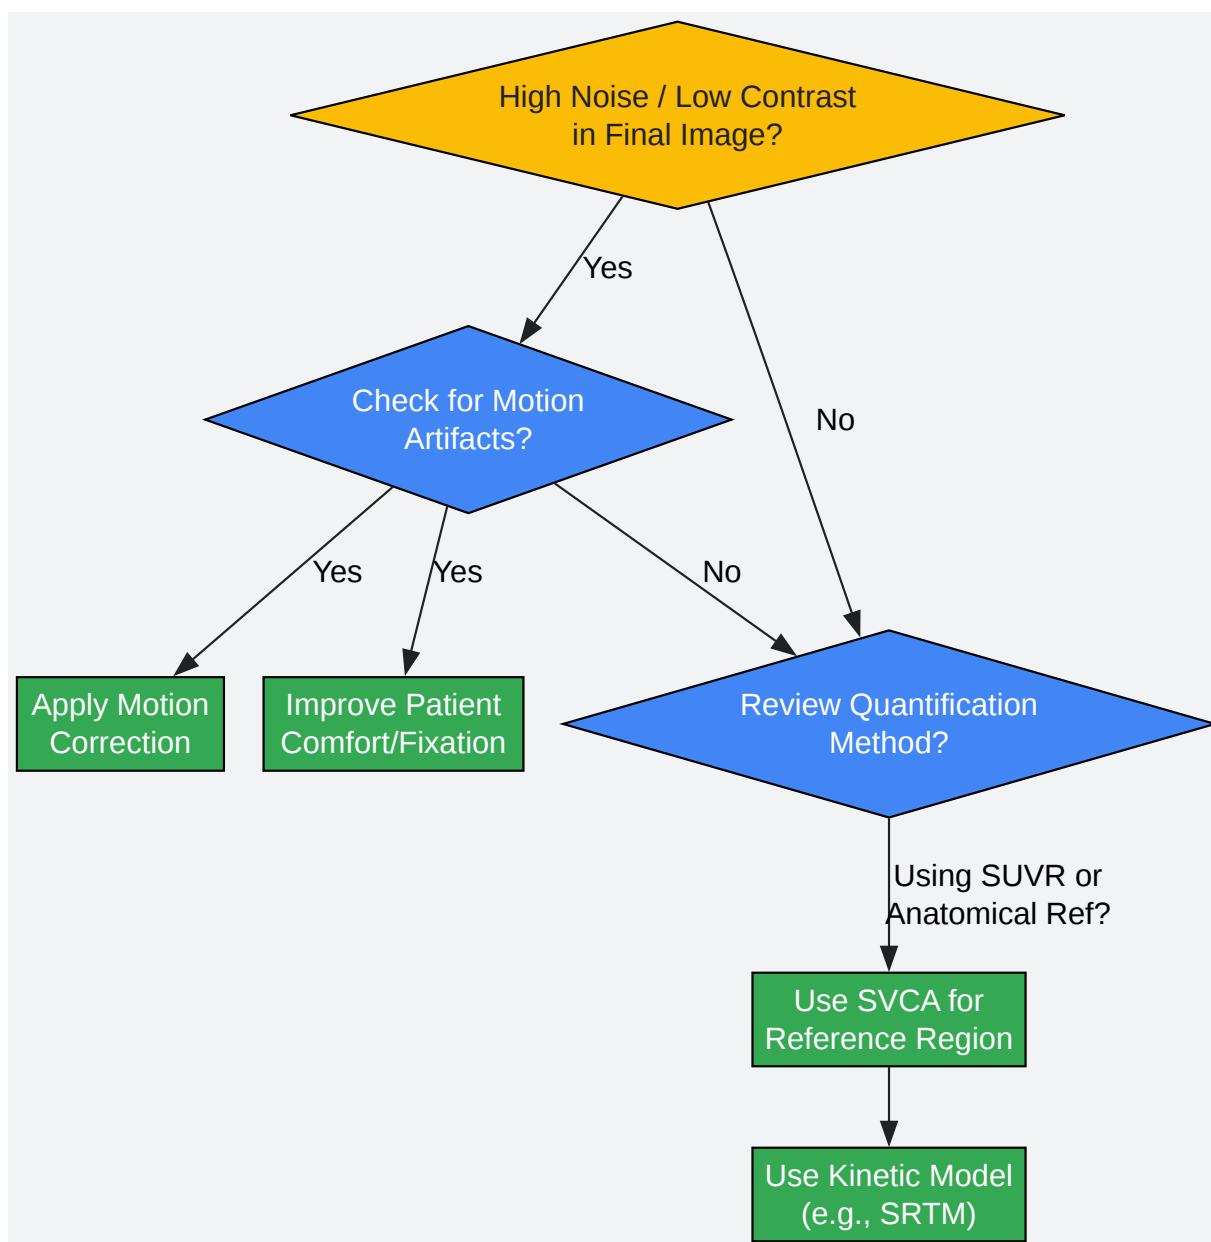 High Noise / Low Contrast
in Final Image?
Yes
No
Check for Motion
Artifacts?
Yes
Yes
No
Apply Motion
Correction
Improve Patient
Comfort/Fixation
Review Quantification
Method?
Using SUVR or
Anatomical Ref?
Use SVCA for
Reference Region
Use Kinetic Model
(e.g., SRTM)